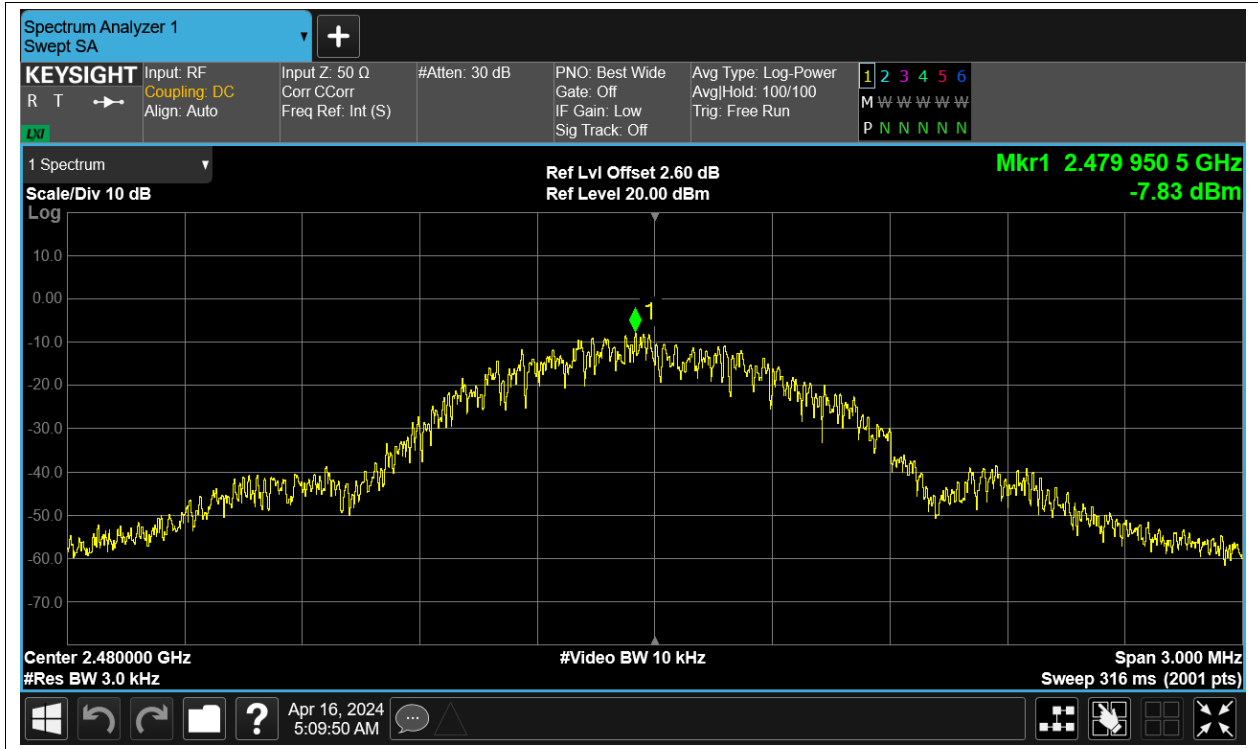 Spectrum Analyzer 1
Swept SA
+
KEYSIGHT
R T
LXI
Input: RF
Coupling: DC
Align: Auto
Input Z: 50 Ω
Corr CCorr
Freq Ref: Int (S)
#Atten: 30 dB
PNO: Best Wide
Gate: Off
IF Gain: Low
Sig Track: Off
Avg Type: Log-Power
Avg|Hold: 100/100
Trig: Free Run
1 2 3 4 5 6
M W W W W W
P N N N N N
1 Spectrum
Scale/Div 10 dB
Log
Ref Lvl Offset 2.60 dB
Ref Level 20.00 dBm
Mkr1 2.479 950 5 GHz
-7.83 dBm
10.0
0.00
-10.0
-20.0
-30.0
-40.0
-50.0
-60.0
-70.0
1
Center 2.480000 GHz
#Res BW 3.0 kHz
#Video BW 10 kHz
Span 3.000 MHz
Sweep 316 ms (2001 pts)
?
Apr 16, 2024
5:09:50 AM